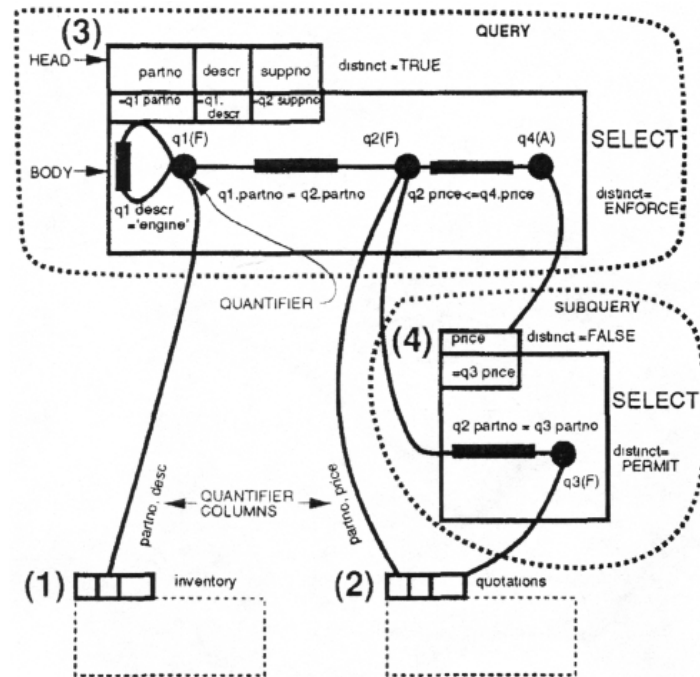 (3)
QUERY
HEAD
partno descr suppno
distinct =TRUE
=q1 partno =q1. descr =q2 suppno
q1(F) q2(F) q4(A)
SELECT
BODY
q1.partno = q2.partno q2 price<=q4.price
distinct= ENFORCE
q1 descr
='engine'
QUANTIFIER
SUBQUERY
(4)
price distinct =FALSE
=q3 price
SELECT
q2 partno = q3 partno
distinct=
PERMIT
q3(F)
partno, desc
QUANTIFIER
COLUMNS
partno, price
(1) inventory
(2) quotations